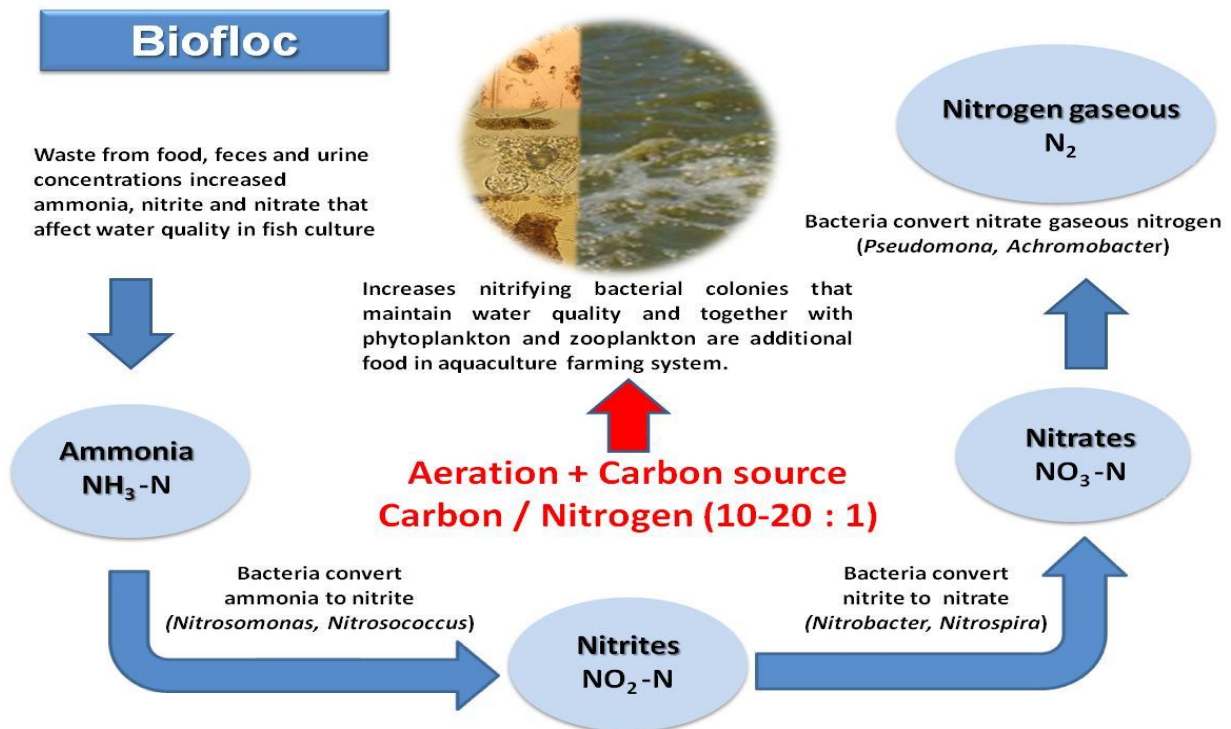 Biofloc
Waste from food, feces and urine
concentrations increased
ammonia, nitrite and nitrate that
affect water quality in fish culture
Increases nitrifying bacterial colonies that
maintain water quality and together with
phytoplankton and zooplankton are additional
food in aquaculture farming system.
Nitrogen gaseous
N₂
Bacteria convert nitrate gaseous nitrogen
(Pseudomona, Achromobacter)
Ammonia
NH₃-N
Aeration + Carbon source
Carbon / Nitrogen (10-20 : 1)
Nitrates
NO₃-N
Bacteria convert
ammonia to nitrite
(Nitrosomonas, Nitrosococcus)
Nitrites
NO₂-N
Bacteria convert
nitrite to nitrate
(Nitrobacter, Nitrospira)